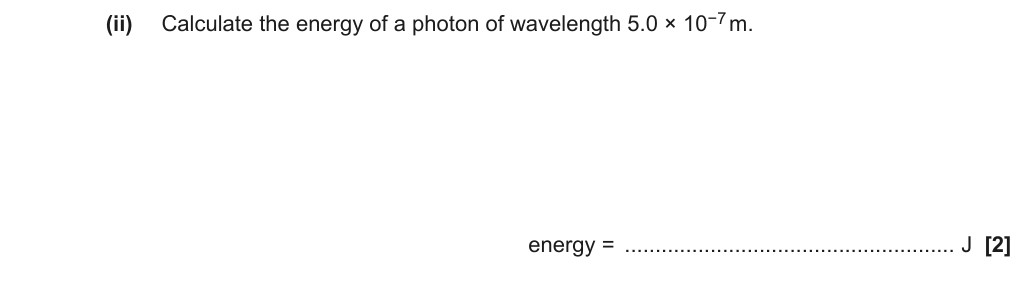 (ii) Calculate the energy of a photon of wavelength 5.0 × 10⁻⁷ m.
energy = ...................................................... J [2]